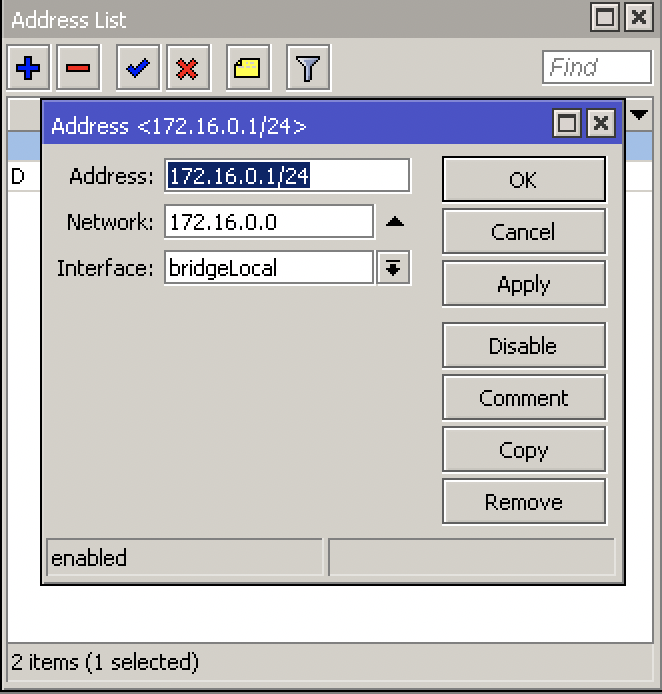 Address List
Find
Address <172.16.0.1/24>
D
Address: 172.16.0.1/24
OK
Network: 172.16.0.0
Cancel
Interface: bridgeLocal
Apply
Disable
Comment
Copy
Remove
enabled
2 items (1 selected)